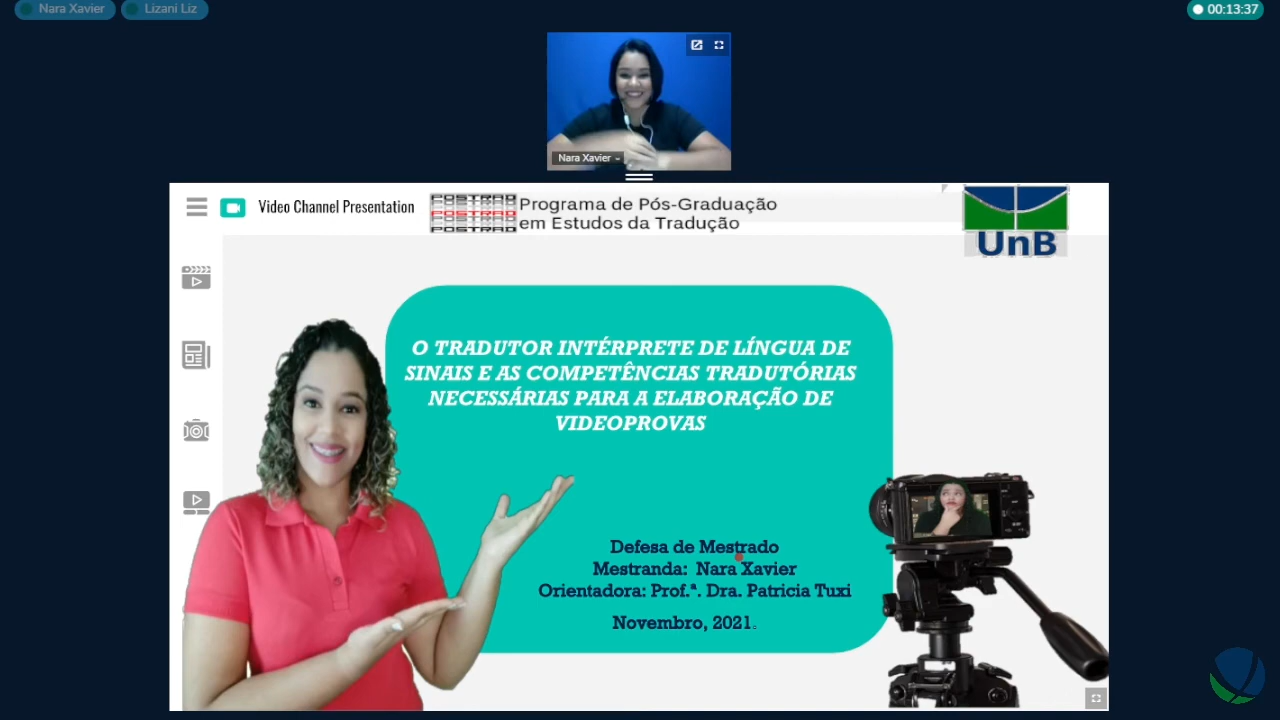 Nara Xavier
Lizani Liz
00:13:37
Nara Xavier
Video Channel Presentation
POSTRAD
Programa de Pós-Graduação
em Estudos da Tradução
UnB
O TRADUTOR INTÉRPRETE DE LÍNGUA DE
SINAIS E AS COMPETÊNCIAS TRADUTÓRIAS
NECESSÁRIAS PARA A ELABORAÇÃO DE
VIDEOPROVAS
Defesa de Mestrado
Mestranda: Nara Xavier
Orientadora: Prof.ª. Dra. Patricia Tuxi
Novembro, 2021.